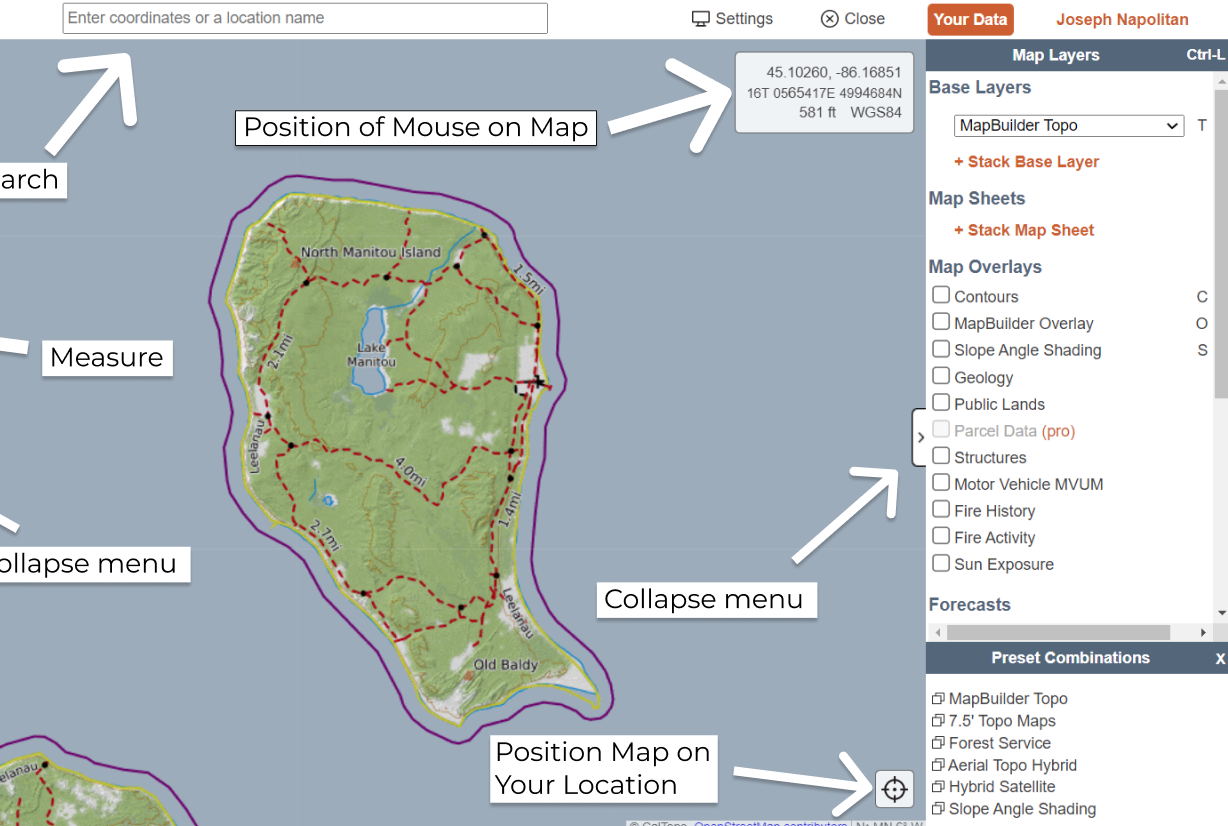 Enter coordinates or a location name
Settings
Close
Your Data
Joseph Napolitan
Map Layers
Ctrl-L
45.10260, -86.16851
16T 0565417E 4994684N
581 ft WGS84
Position of Mouse on Map
arch
Base Layers
MapBuilder Topo
T
+ Stack Base Layer
Map Sheets
+ Stack Map Sheet
Map Overlays
Contours
C
MapBuilder Overlay
O
Slope Angle Shading
S
Geology
Public Lands
Parcel Data (pro)
Structures
Motor Vehicle MVUM
Fire History
Fire Activity
Sun Exposure
Forecasts
North Manitou Island
1.5mi
2.1mi
Lake
Manitou
Measure
Leelanau
4.0mi
1.4mi
2.7mi
ollapse menu
Collapse menu
Leelanau
Old Baldy
Preset Combinations
X
MapBuilder Topo
7.5' Topo Maps
Forest Service
Aerial Topo Hybrid
Hybrid Satellite
Slope Angle Shading
Position Map on
Your Location
elanau
© CalTopo OpenStreetMap contributors